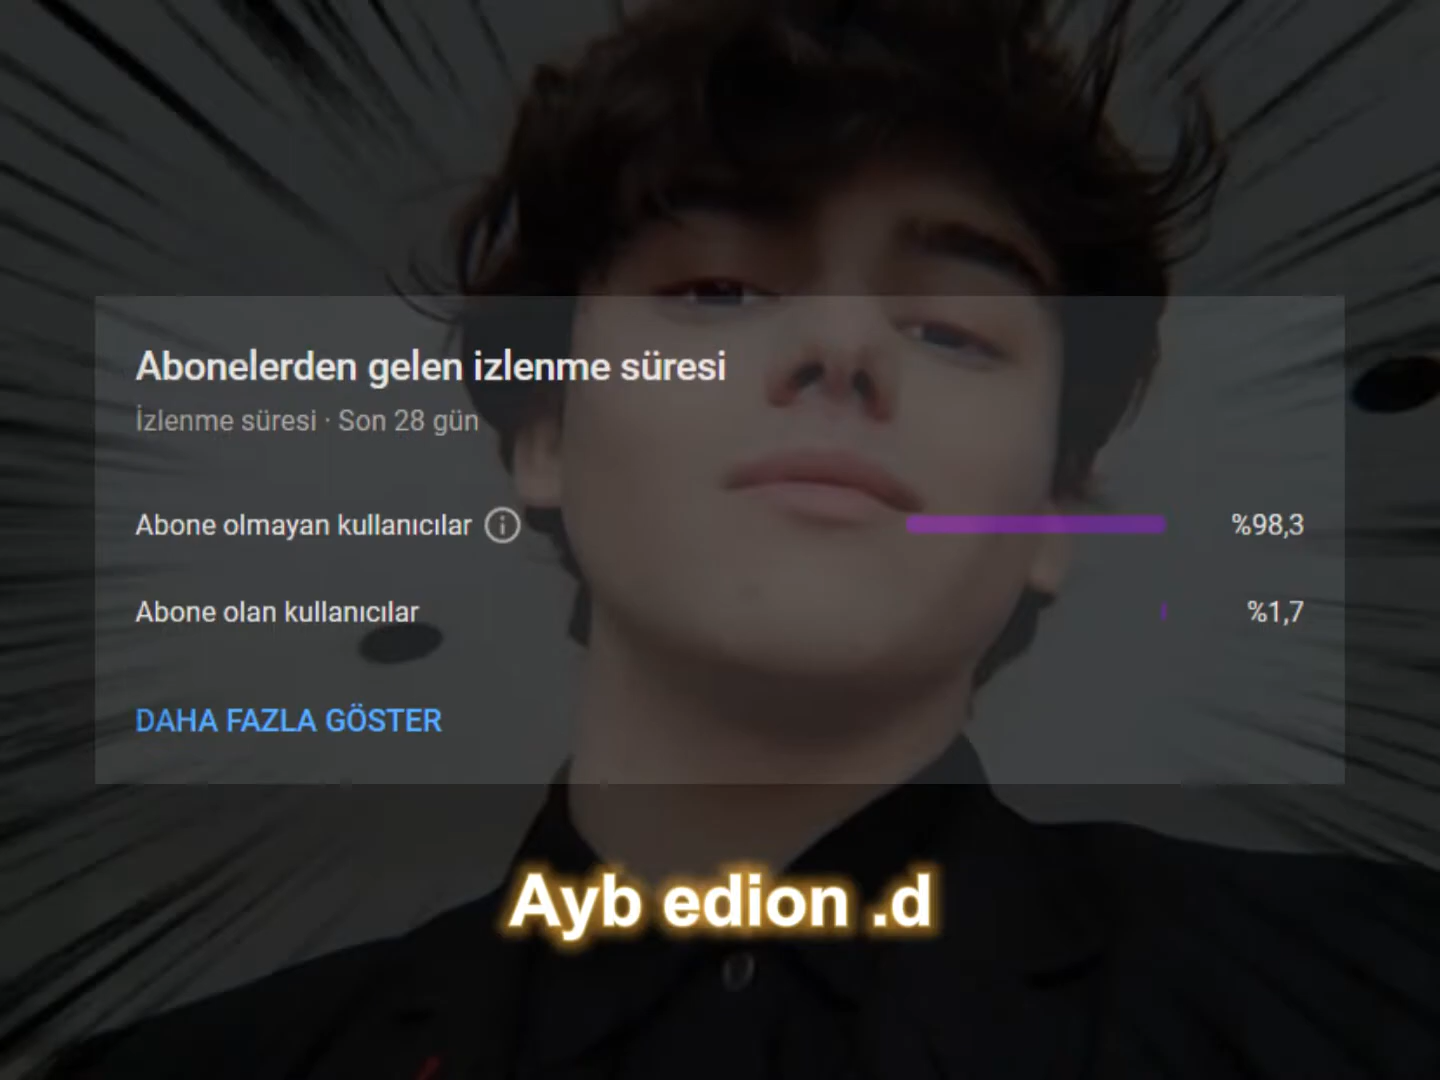 Abonelerden gelen izlenme süresi
İzlenme süresi · Son 28 gün
Abone olmayan kullanıcılar %98,3
Abone olan kullanıcılar %1,7
DAHA FAZLA GÖSTER
Ayb edion .d